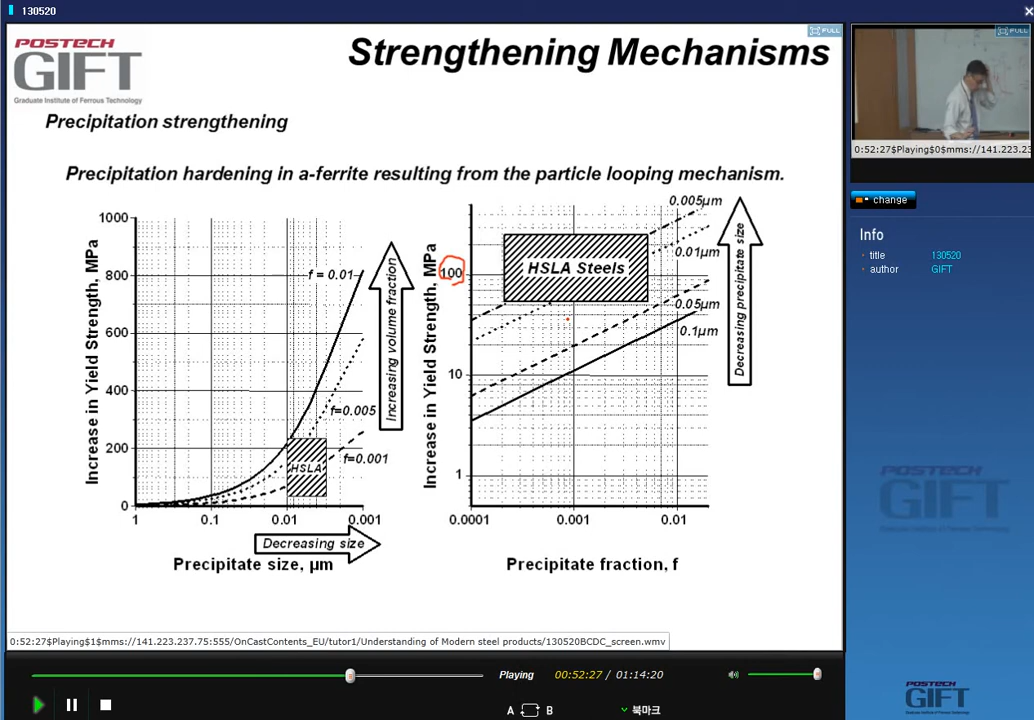 130520
FULL
POSTECH
GIFT
Graduate Institute of Ferrous Technology
Strengthening Mechanisms
Precipitation strengthening
Precipitation hardening in a-ferrite resulting from the particle looping mechanism.
Increase in Yield Strength, MPa
1000
800
600
400
200
0
f = 0.01
f=0.005
f=0.001
HSLA
Increasing volume fraction
1 0.1 0.01 0.001
Decreasing size
Precipitate size, µm
Increase in Yield Strength, MPa
100
10
1
HSLA Steels
0.005µm
0.01µm
0.05µm
0.1µm
Decreasing precipitate size
0.0001 0.001 0.01
Precipitate fraction, f
0:52:27$Playing$1$mms://141.223.237.75:555/OnCastContents_EU/tutor1/Understanding of Modern steel products/130520BCDC_screen.wmv
Playing 00:52:27 / 01:14:20
A B 북마크
FULL
0:52:27$Playing$0$mms://141.223.23
change
Info
title 130520
author GIFT
POSTECH
GIFT
POSTECH
GIFT